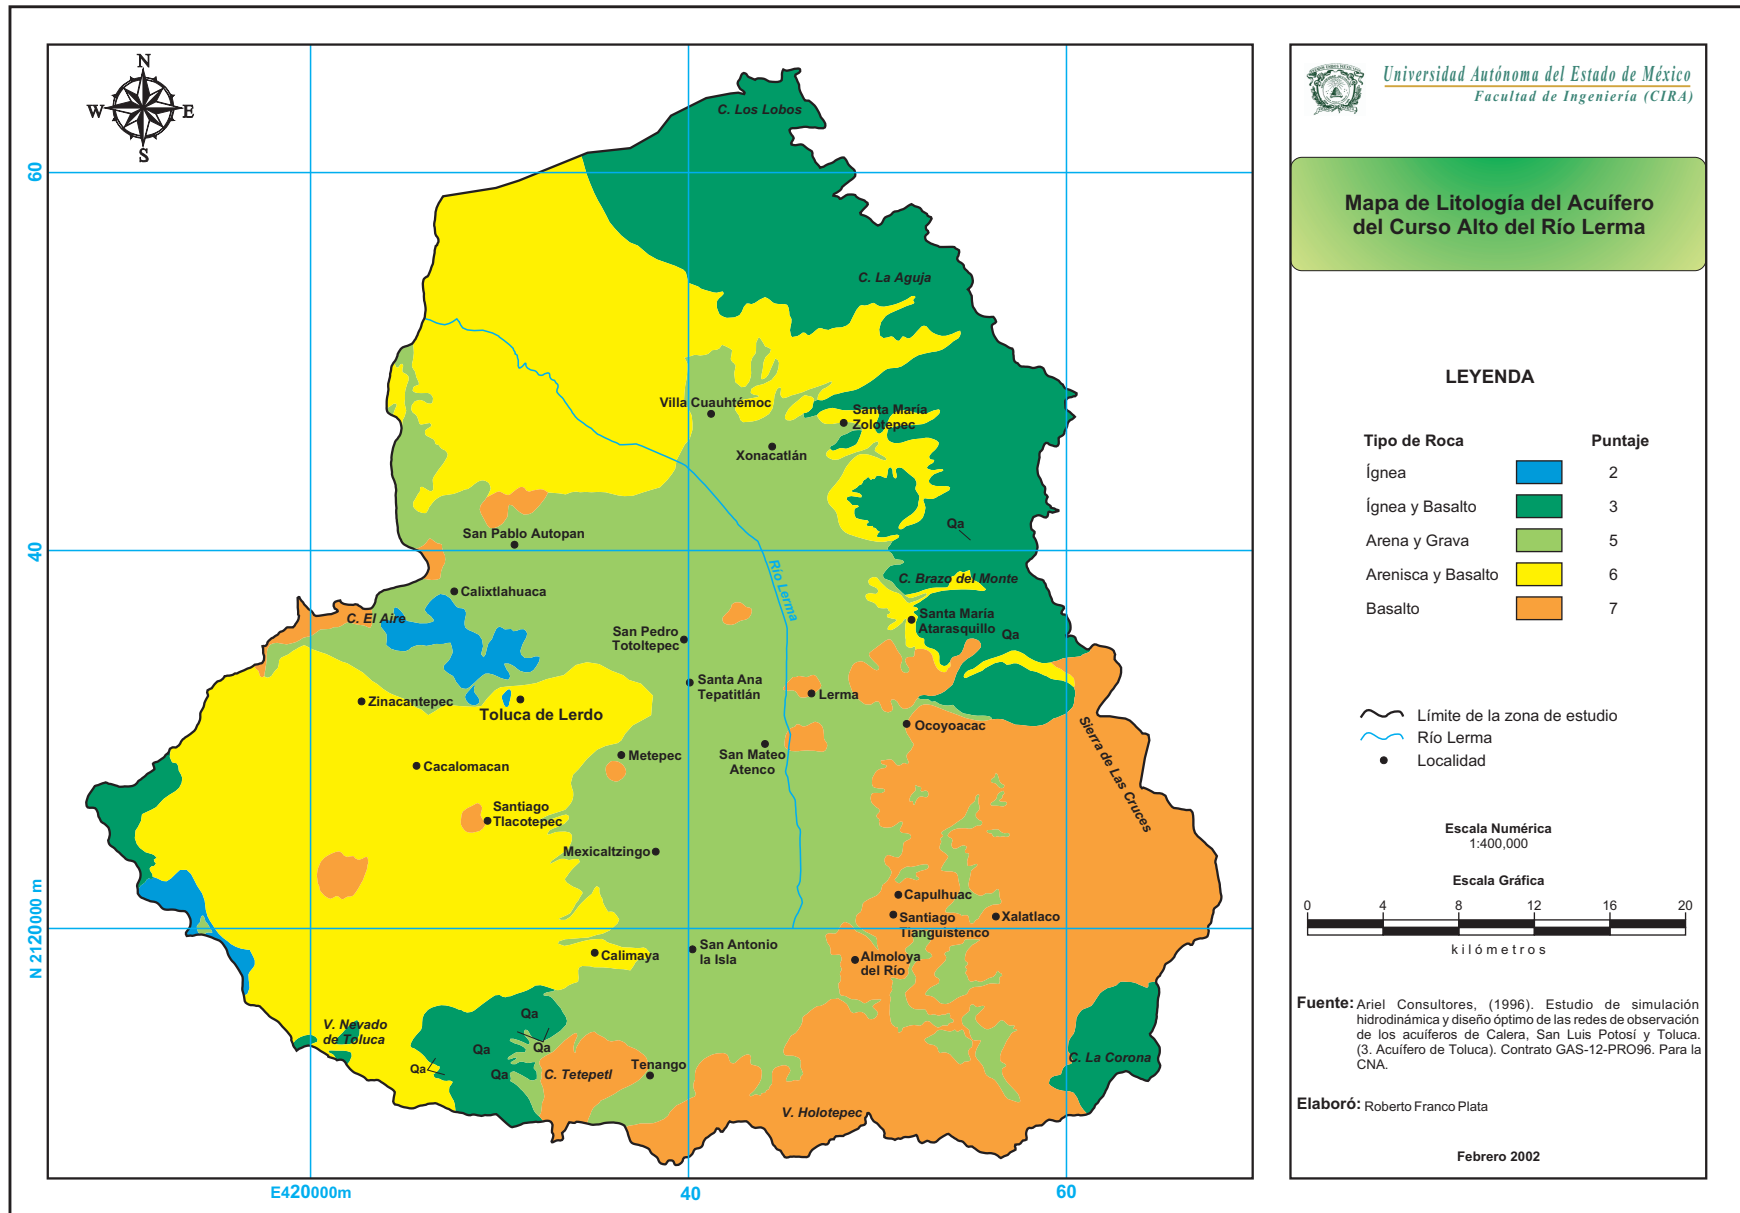 N
W
E
S
60
40
N 2120000 m
E420000m
40
60
C. Los Lobos
C. La Aguja
Villa Cuauhtémoc
Santa María
Zolotepec
Xonacatlán
Qa
San Pablo Autopan
Río Lerma
C. Brazo del Monte
Calixtlahuaca
C. El Aire
Santa María
Atarasquillo
Qa
San Pedro
Totoltepec
Santa Ana
Tepatitlán
Lerma
Zinacantepec
Toluca de Lerdo
Ocoyoacac
Sierra de Las Cruces
Metepec
San Mateo
Atenco
Cacalomacan
Santiago
Tlacotepec
Mexicaltzingo
Capulhuac
Santiago
Tianguistenco
Xalatlaco
San Antonio
la Isla
Calimaya
Almoloya
del Río
V. Nevado
de Toluca
Qa
Qa
Qa
Qa
Qa
C. Tetepetl
Tenango
C. La Corona
V. Holotepec
Universidad Autónoma del Estado de México
Facultad de Ingeniería (CIRA)
Mapa de Litología del Acuífero
del Curso Alto del Río Lerma
LEYENDA
Tipo de Roca Puntaje
Ígnea 2
Ígnea y Basalto 3
Arena y Grava 5
Arenisca y Basalto 6
Basalto 7
Límite de la zona de estudio
Río Lerma
Localidad
Escala Numérica
1:400,000
Escala Gráfica
0 4 8 12 16 20
kilómetros
Fuente: Ariel Consultores, (1996). Estudio de simulación
hidrodinámica y diseño óptimo de las redes de observación
de los acuíferos de Calera, San Luis Potosí y Toluca.
(3. Acuífero de Toluca). Contrato GAS-12-PRO96. Para la
CNA.
Elaboró: Roberto Franco Plata
Febrero 2002